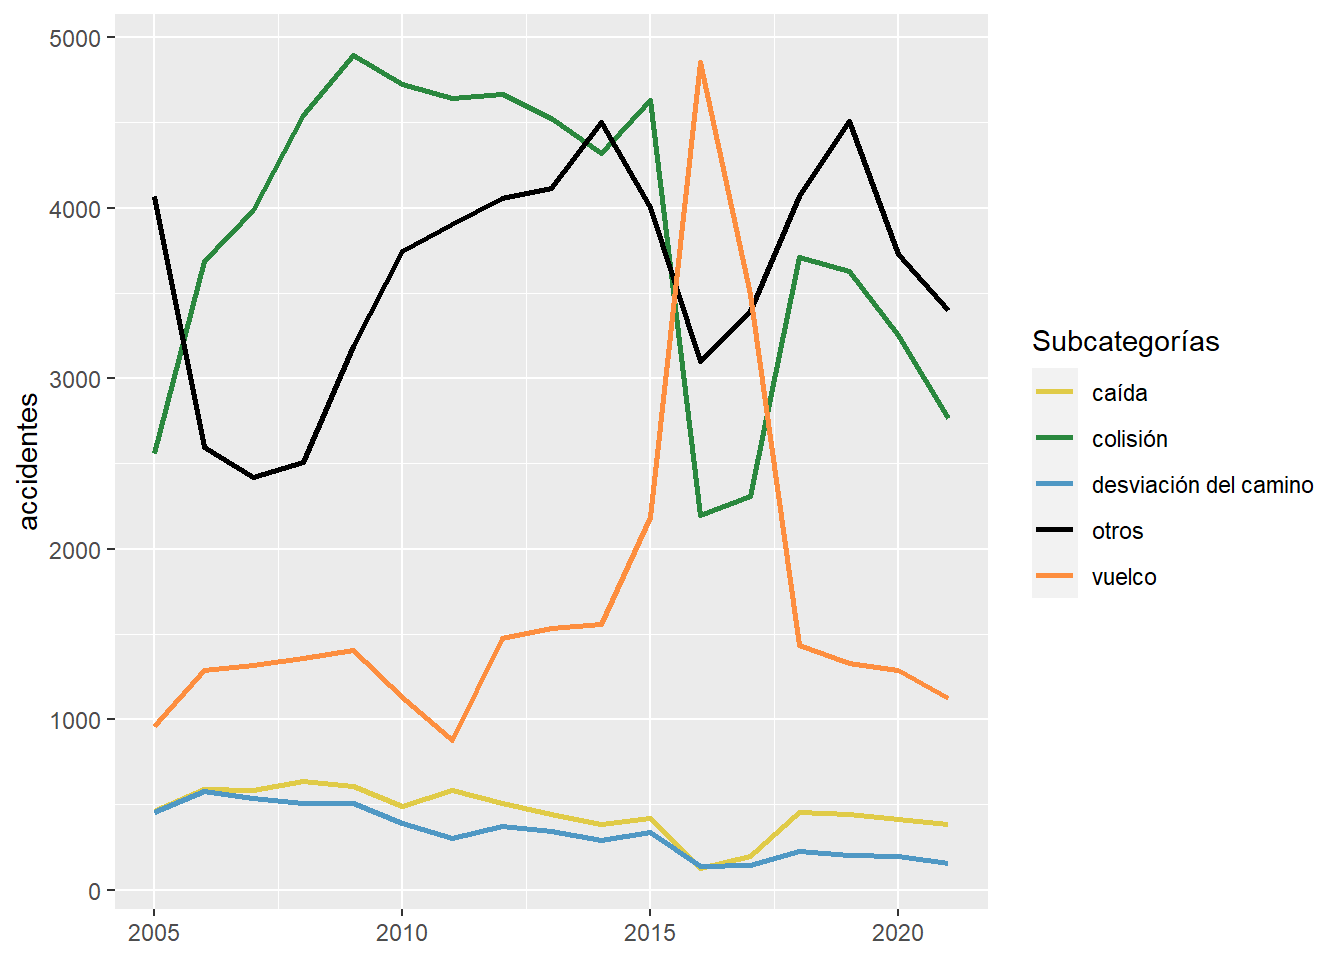 5000
4000
3000
2000
1000
0
accidentes
2005 2010 2015 2020
Subcategorías
caída
colisión
desviación del camino
otros
vuelco